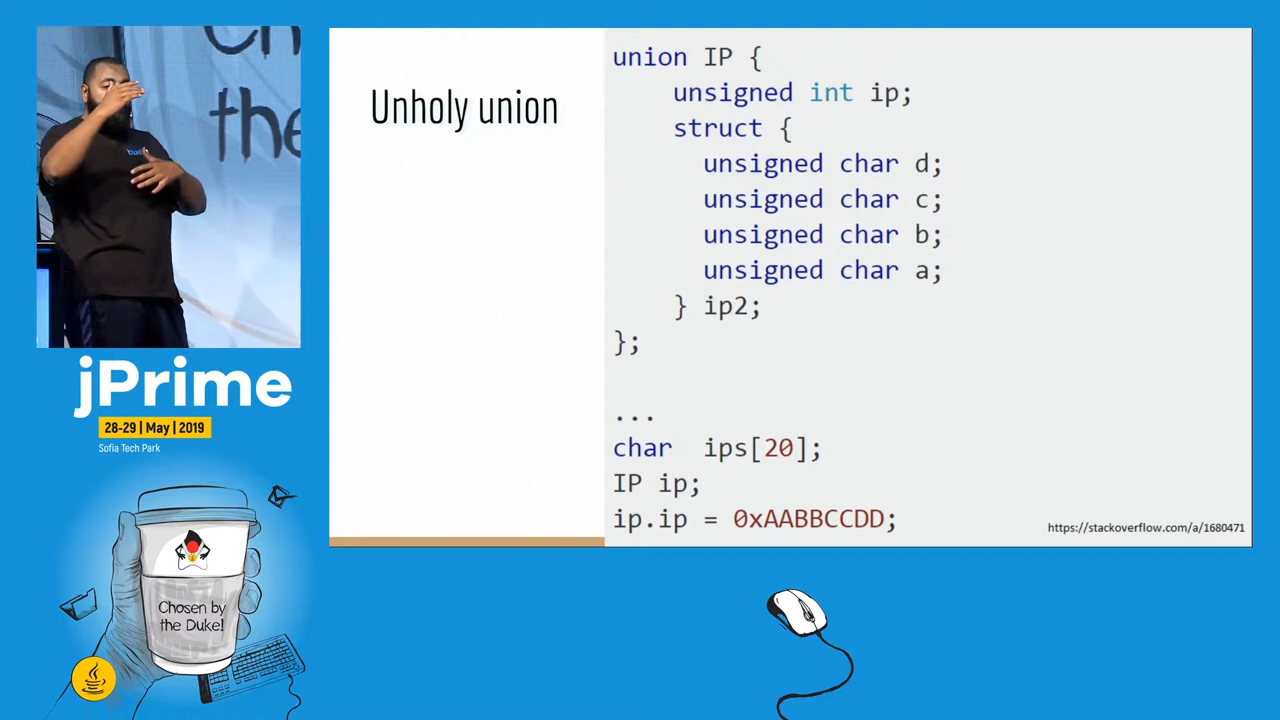 Ch
the
Unholy union
union IP {
unsigned int ip;
struct {
unsigned char d;
unsigned char c;
unsigned char b;
unsigned char a;
} ip2;
};
...
char ips[20];
IP ip;
ip.ip = 0xAABBCCDD;
https://stackoverflow.com/a/1680471
jPrime
28-29 | May | 2019
Sofia Tech Park
Chosen by
the Duke!